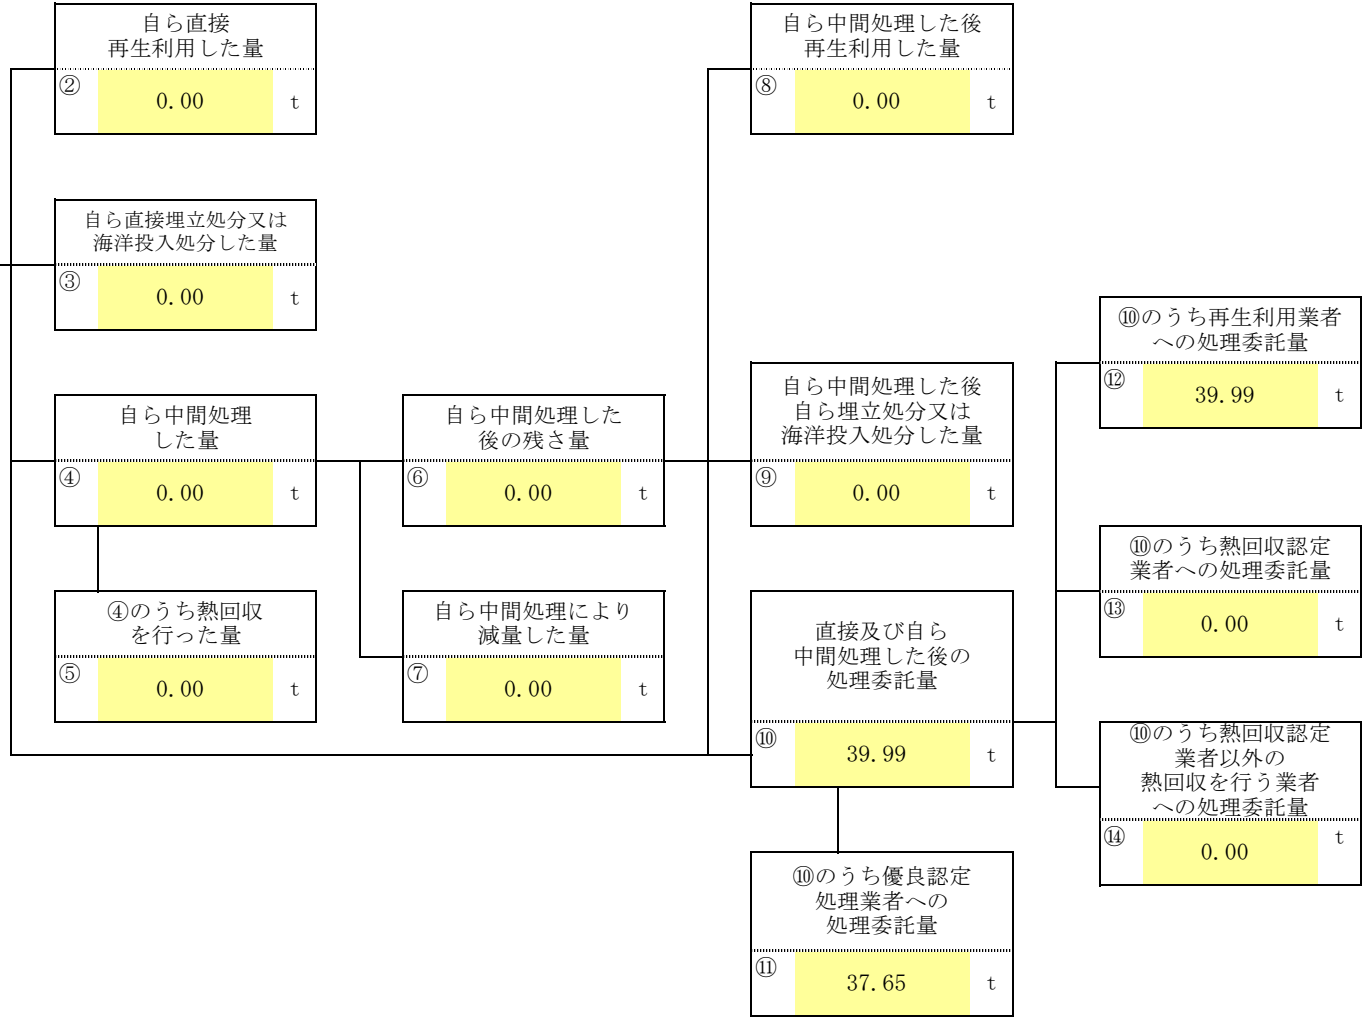 自ら直接
再生利用した量
② 0.00 t
自ら直接埋立処分又は
海洋投入処分した量
③ 0.00 t
自ら中間処理
した量
④ 0.00 t
④のうち熱回収
を行った量
⑤ 0.00 t
自ら中間処理した
後の残さ量
⑥ 0.00 t
自ら中間処理により
減量した量
⑦ 0.00 t
自ら中間処理した後
再生利用した量
⑧ 0.00 t
自ら中間処理した後
自ら埋立処分又は
海洋投入処分した量
⑨ 0.00 t
直接及び自ら
中間処理した後の
処理委託量
⑩ 39.99 t
⑩のうち優良認定
処理業者への
処理委託量
⑪ 37.65 t
⑩のうち再生利用業者
への処理委託量
⑫ 39.99 t
⑩のうち熱回収認定
業者への処理委託量
⑬ 0.00 t
⑩のうち熱回収認定
業者以外の
熱回収を行う業者
への処理委託量
⑭ 0.00 t